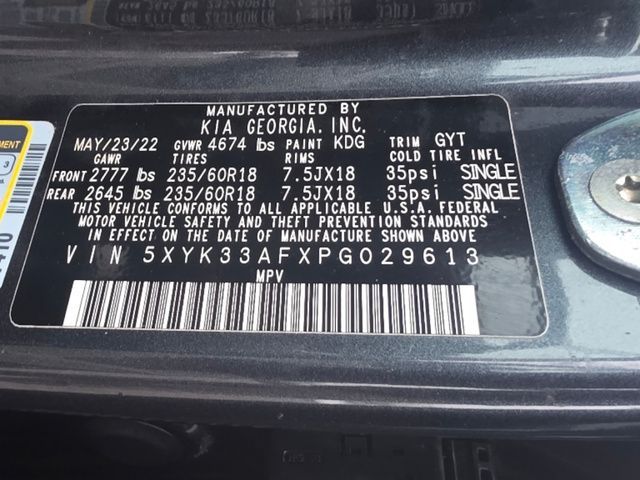 MANUFACTURED BY
KIA GEORGIA, INC.
MAY/23/22 GVWR 4674 lbs PAINT KDG TRIM GYT
GAWR TIRES RIMS COLD TIRE INFL
FRONT 2777 lbs 235/60R18 7.5JX18 35psi SINGLE
REAR 2645 lbs 235/60R18 7.5JX18 35psi SINGLE
THIS VEHICLE CONFORMS TO ALL APPLICABLE U.S.A. FEDERAL
MOTOR VEHICLE SAFETY AND THEFT PREVENTION STANDARDS
IN EFFECT ON THE DATE OF MANUFACTURE SHOWN ABOVE.
VIN 5XYK33AFXPG029613
MPV
3